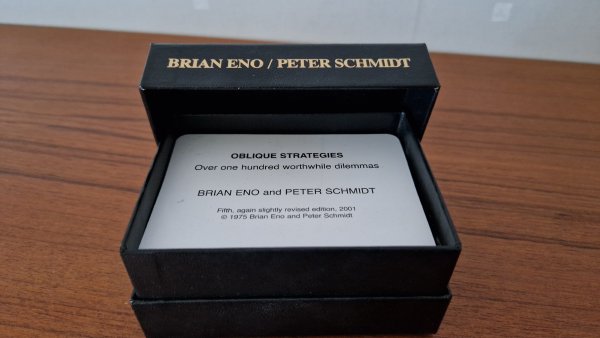 BRIAN ENO / PETER SCHMIDT
OBLIQUE STRATEGIES
Over one hundred worthwhile dilemmas
BRIAN ENO and PETER SCHMIDT
Fifth, again slightly revised edition, 2001
© 1975 Brian Eno and Peter Schmidt